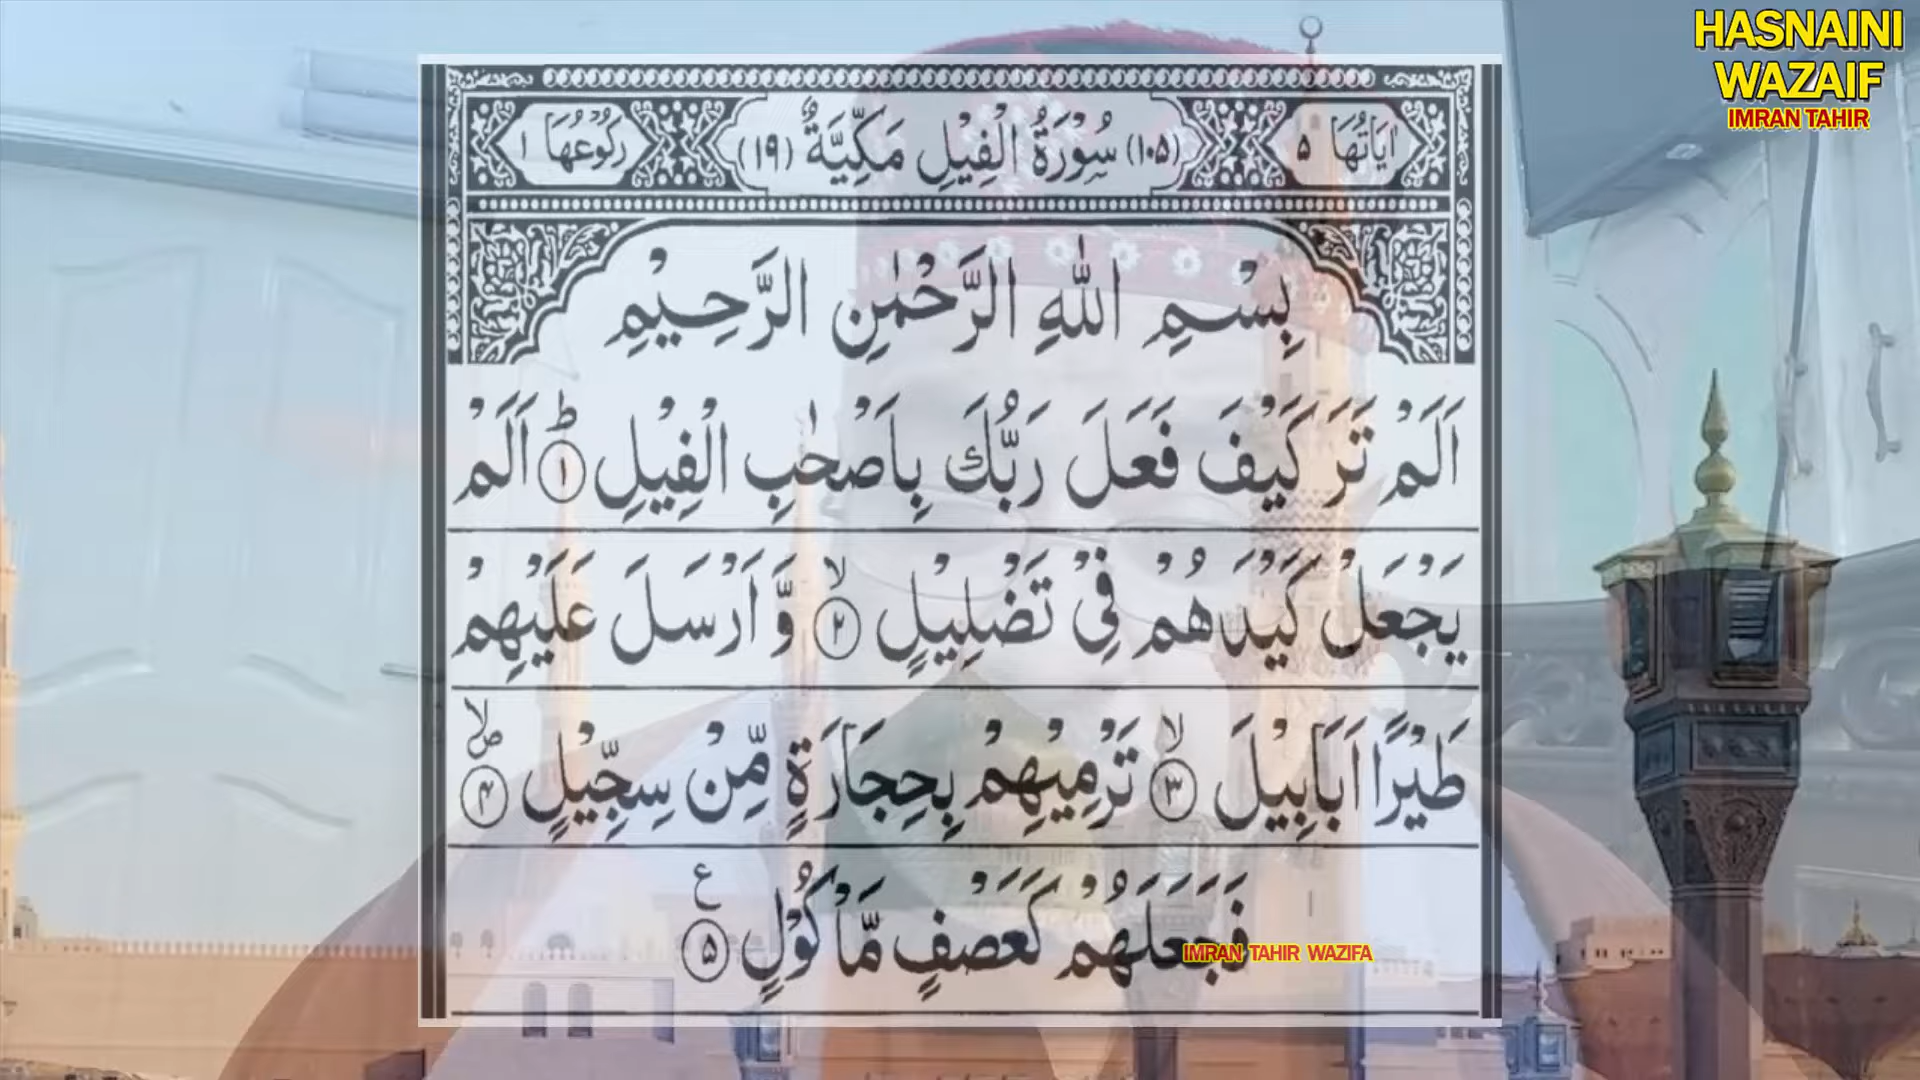 HASNAINI
WAZAIF
IMRAN TAHIR
اٰيَاتُهَا ٥ (١٠٥) سُوْرَةُ الْفِيْلِ مَكِّيَّةٌ (١٩) رُكُوْعُهَا ١
بِسْمِ اللّٰهِ الرَّحْمٰنِ الرَّحِيْمِ
اَلَمْ تَرَ كَيْفَ فَعَلَ رَبُّكَ بِاَصْحٰبِ الْفِيْلِ ؕ ١ اَلَمْ
يَجْعَلْ كَيْدَهُمْ فِيْ تَضْلِيْلٍ ۙ ٢ وَّ اَرْسَلَ عَلَيْهِمْ
طَيْرًا اَبَابِيْلَ ۙ ٣ تَرْمِيْهِمْ بِحِجَارَةٍ مِّنْ سِجِّيْلٍ ۙ ۪ ۴
فَجَعَلَهُمْ كَعَصْفٍ مَّاْكُوْلٍ ع ٥
IMRAN TAHIR WAZIFA